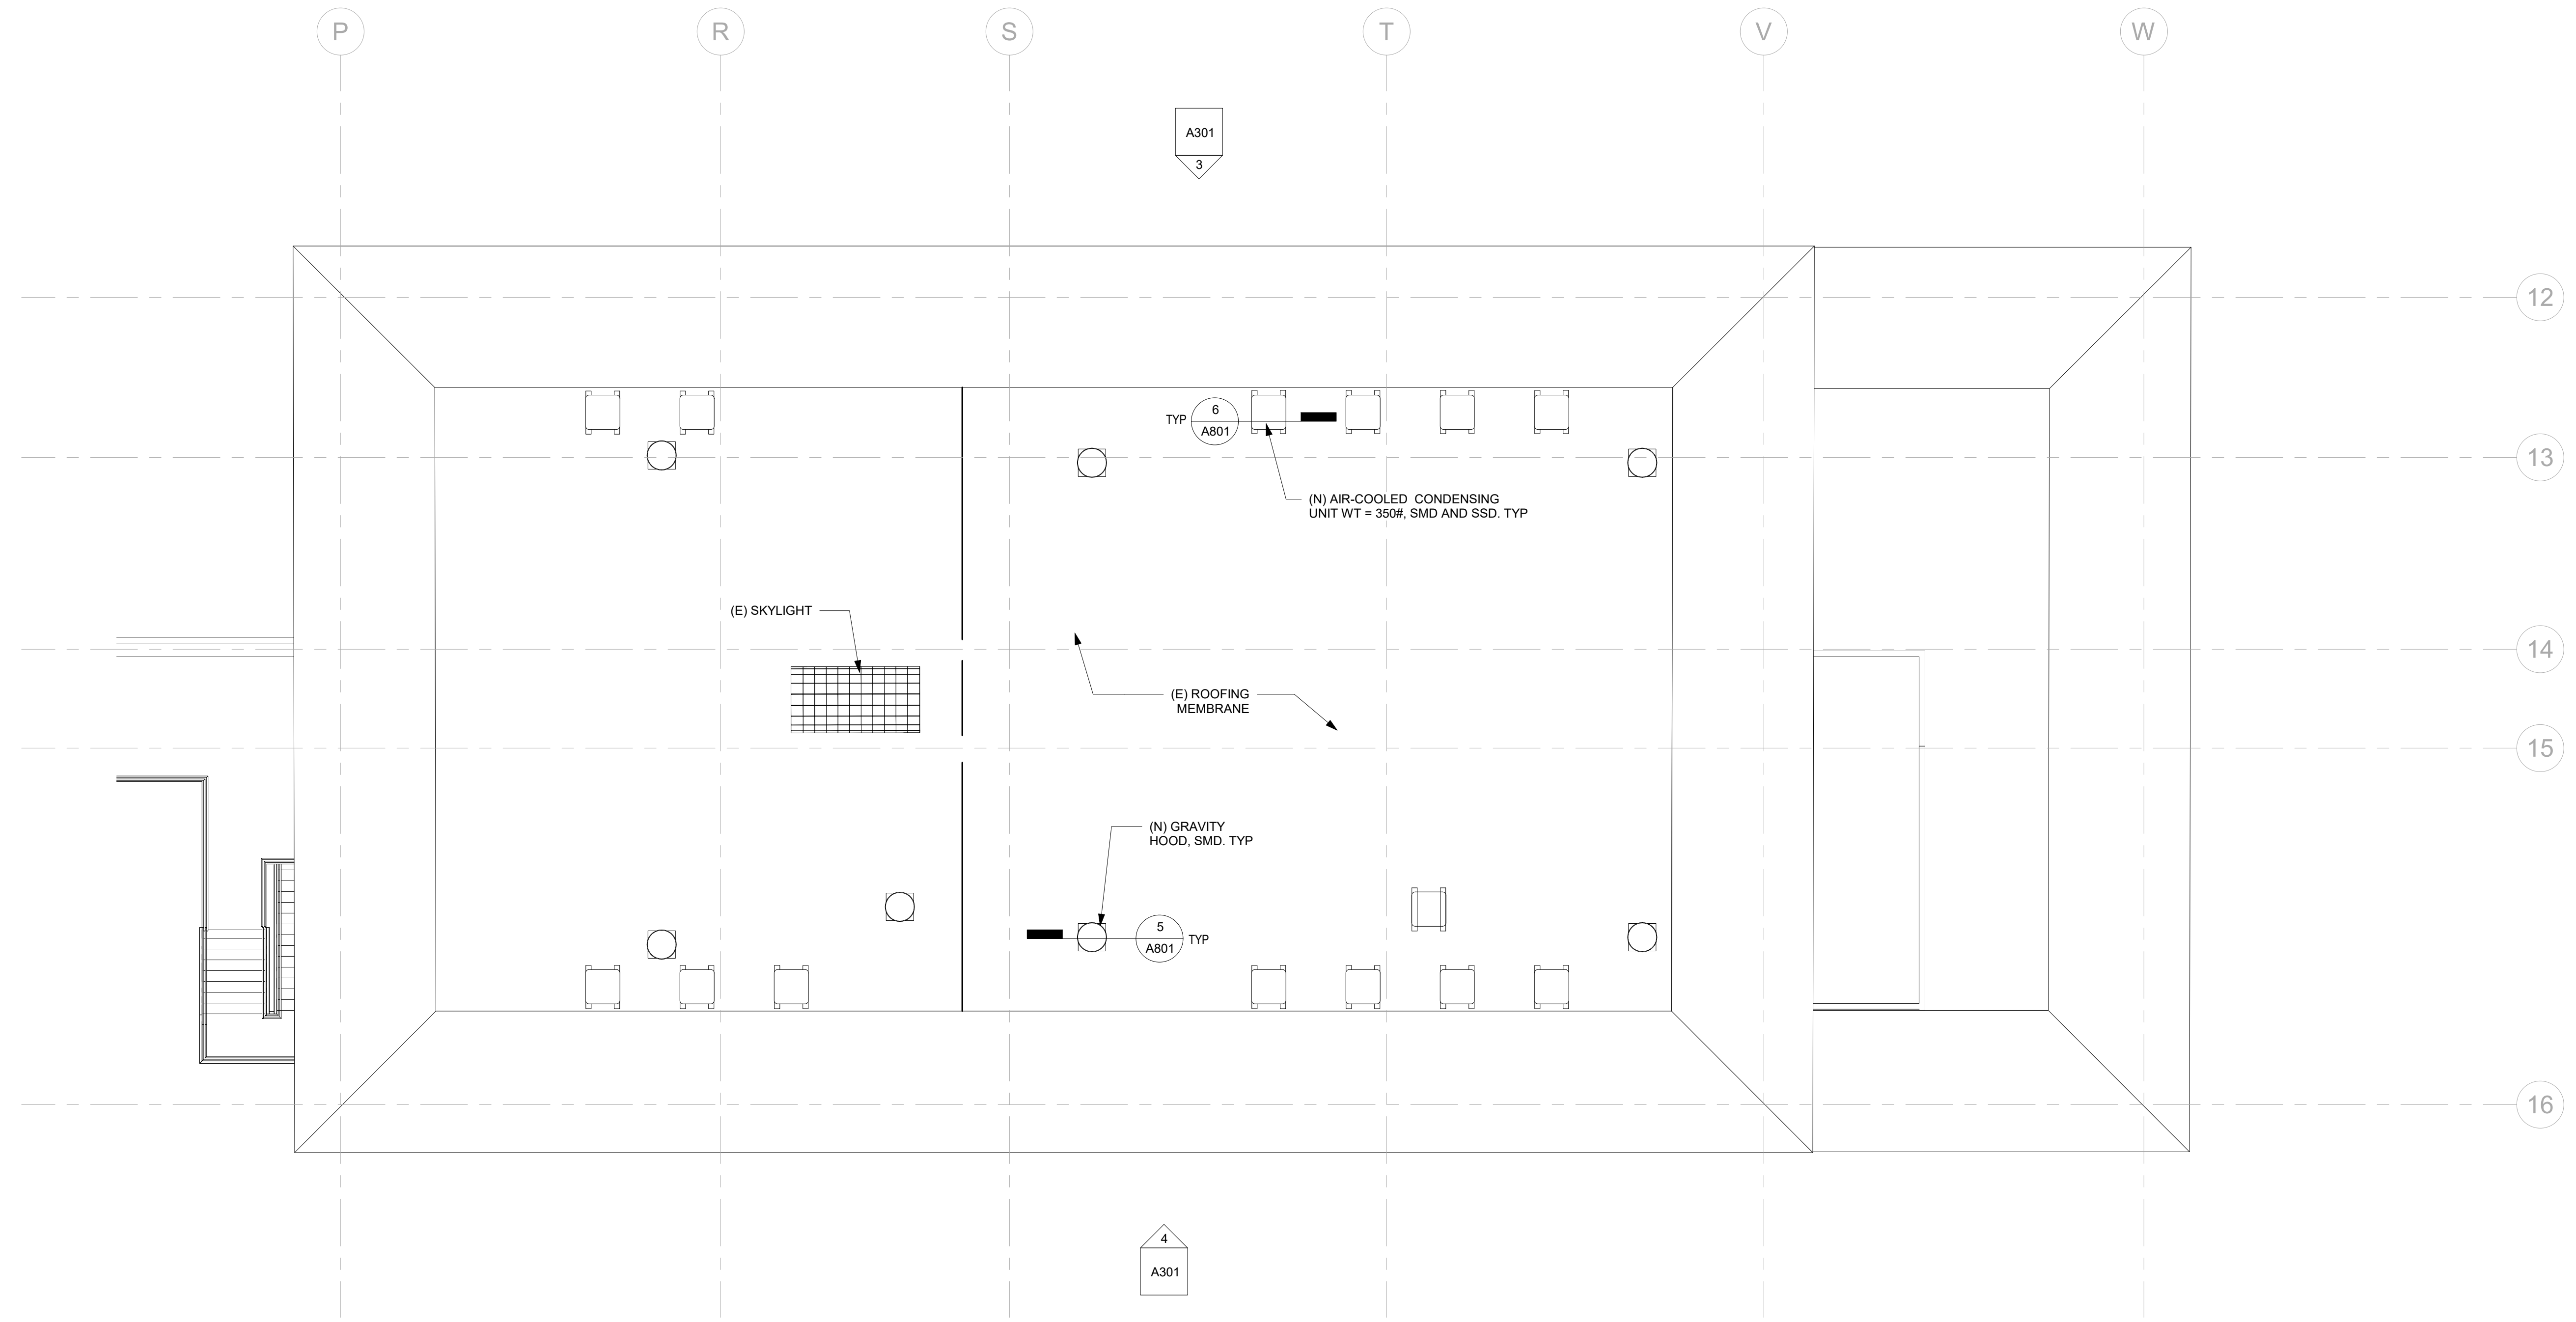 P
R
S
T
V
W
A301
3
12
6
TYP
A801
13
(N) AIR-COOLED  CONDENSING
UNIT WT = 350#, SMD AND SSD. TYP
(E) SKYLIGHT
14
(E) ROOFING
MEMBRANE
15
(N) GRAVITY
HOOD, SMD. TYP
5
A801
TYP
16
4
A301